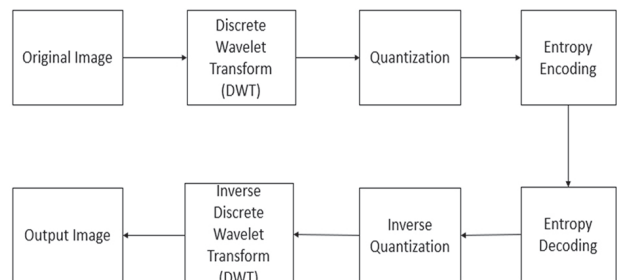 Original Image
Discrete
Wavelet
Transform
(DWT)
Quantization
Entropy
Encoding
Output Image
Inverse
Discrete
Wavelet
Transform
(DWT)
Inverse
Quantization
Entropy
Decoding